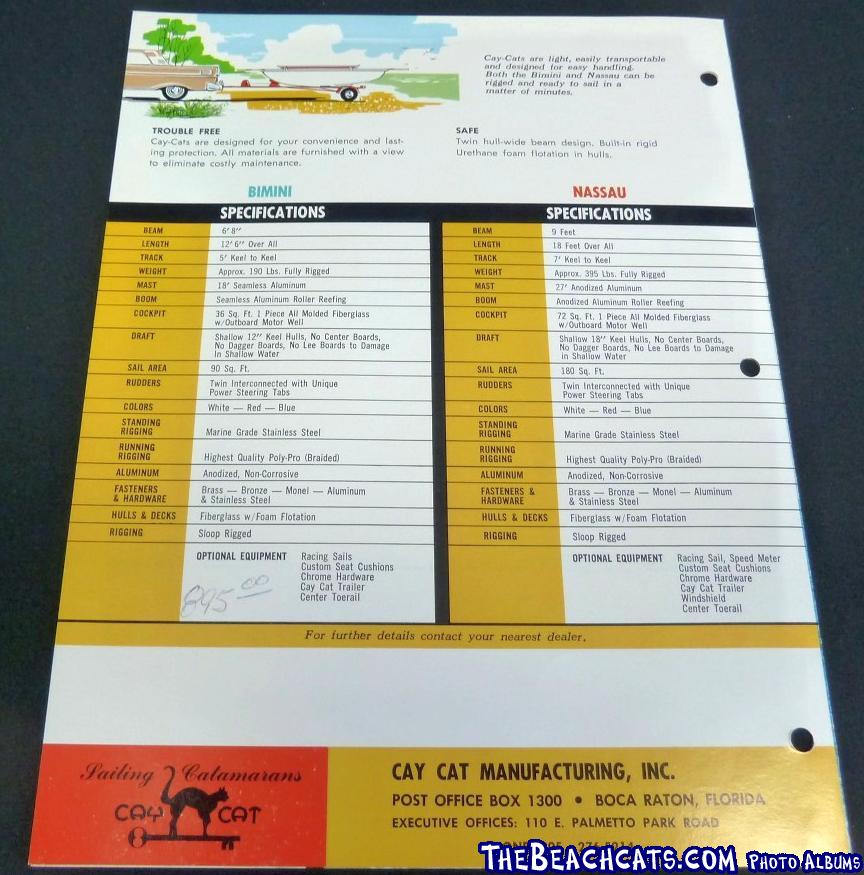 Cay-Cats are light, easily transportable
and designed for easy handling.
Both the Bimini and Nassau can be
rigged and ready to sail in a
matter of minutes.
TROUBLE FREE
Cay-Cats are designed for your convenience and last-
ing protection. All materials are furnished with a view
to eliminate costly maintenance.
SAFE
Twin hull-wide beam design. Built-in rigid
Urethane foam flotation in hulls.
BIMINI
SPECIFICATIONS
BEAM 6' 8"
LENGTH 12' 6" Over All
TRACK 5' Keel to Keel
WEIGHT Approx. 190 Lbs. Fully Rigged
MAST 18' Seamless Aluminum
BOOM Seamless Aluminum Roller Reefing
COCKPIT 36 Sq. Ft. 1 Piece All Molded Fiberglass
w/Outboard Motor Well
DRAFT Shallow 12" Keel Hulls, No Center Boards,
No Dagger Boards, No Lee Boards to Damage
in Shallow Water
SAIL AREA 90 Sq. Ft.
RUDDERS Twin Interconnected with Unique
Power Steering Tabs
COLORS White — Red — Blue
STANDING
RIGGING Marine Grade Stainless Steel
RUNNING
RIGGING Highest Quality Poly-Pro (Braided)
ALUMINUM Anodized, Non-Corrosive
FASTENERS Brass — Bronze — Monel — Aluminum
& HARDWARE & Stainless Steel
HULLS & DECKS Fiberglass w/Foam Flotation
RIGGING Sloop Rigged
OPTIONAL EQUIPMENT Racing Sails
Custom Seat Cushions
Chrome Hardware
Cay Cat Trailer
Center Toerail
895 00
NASSAU
SPECIFICATIONS
BEAM 9 Feet
LENGTH 18 Feet Over All
TRACK 7' Keel to Keel
WEIGHT Approx. 395 Lbs. Fully Rigged
MAST 27' Anodized Aluminum
BOOM Anodized Aluminum Roller Reefing
COCKPIT 72 Sq. Ft. 1 Piece All Molded Fiberglass
w/Outboard Motor Well
DRAFT Shallow 18" Keel Hulls, No Center Boards,
No Dagger Boards, No Lee Boards to Damage
in Shallow Water
SAIL AREA 180 Sq. Ft.
RUDDERS Twin Interconnected with Unique
Power Steering Tabs
COLORS White — Red — Blue
STANDING
RIGGING Marine Grade Stainless Steel
RUNNING
RIGGING Highest Quality Poly-Pro (Braided)
ALUMINUM Anodized, Non-Corrosive
FASTENERS & Brass — Bronze — Monel — Aluminum
HARDWARE & Stainless Steel
HULLS & DECKS Fiberglass w/Foam Flotation
RIGGING Sloop Rigged
OPTIONAL EQUIPMENT Racing Sail, Speed Meter
Custom Seat Cushions
Chrome Hardware
Cay Cat Trailer
Windshield
Center Toerail
For further details contact your nearest dealer.
Sailing Catamarans
CAY CAT
CAY CAT MANUFACTURING, INC.
POST OFFICE BOX 1300 • BOCA RATON, FLORIDA
EXECUTIVE OFFICES: 110 E. PALMETTO PARK ROAD
THEBEACHCATS.COM PHOTO ALBUMS